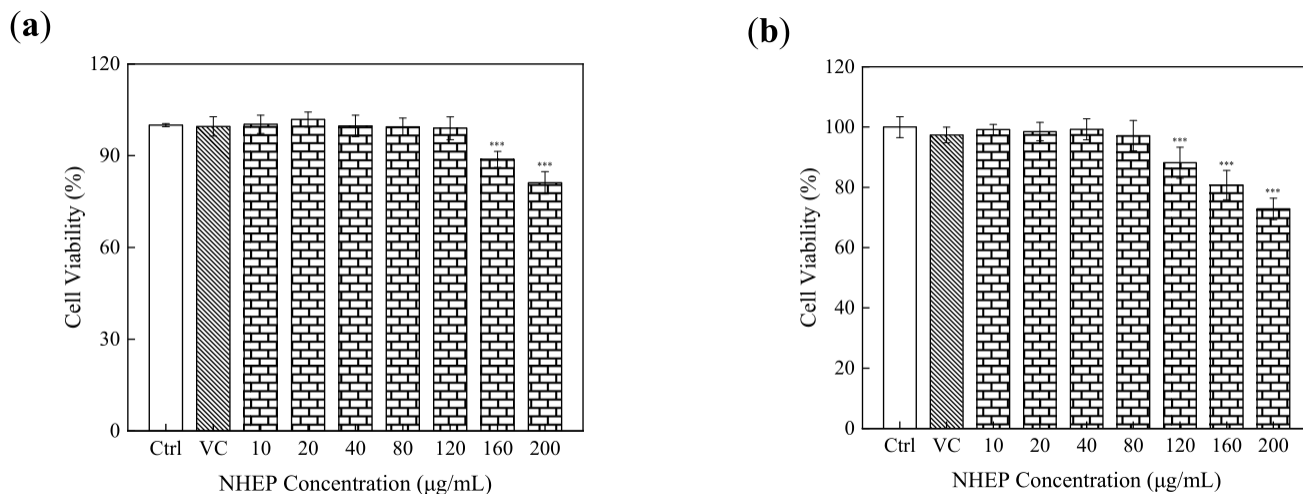 (a)
120
90
60
30
0
Cell Viability (%)
***
***
Ctrl VC 10 20 40 80 120 160 200
NHEP Concentration (μg/mL)
(b)
120
100
80
60
40
20
0
Cell Viability (%)
***
***
***
Ctrl VC 10 20 40 80 120 160 200
NHEP Concentration (μg/mL)